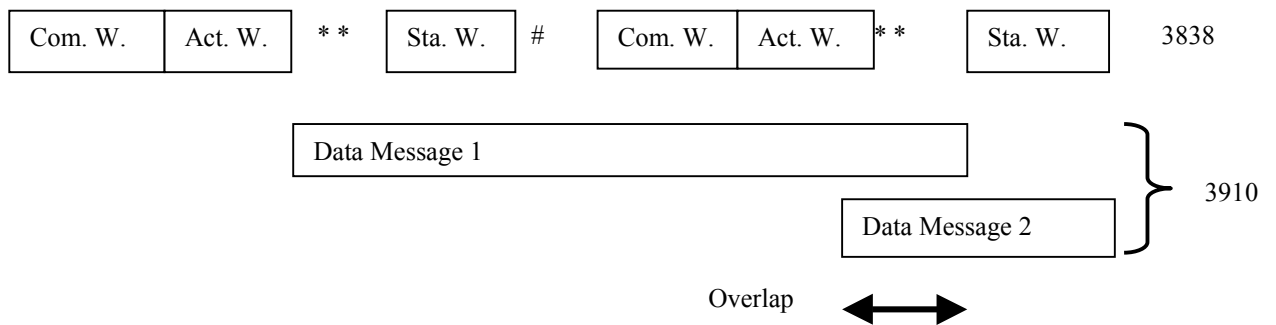 Com. W. Act. W. * * Sta. W. # Com. W. Act. W. * * Sta. W. 3838
Data Message 1
3910
Data Message 2
Overlap